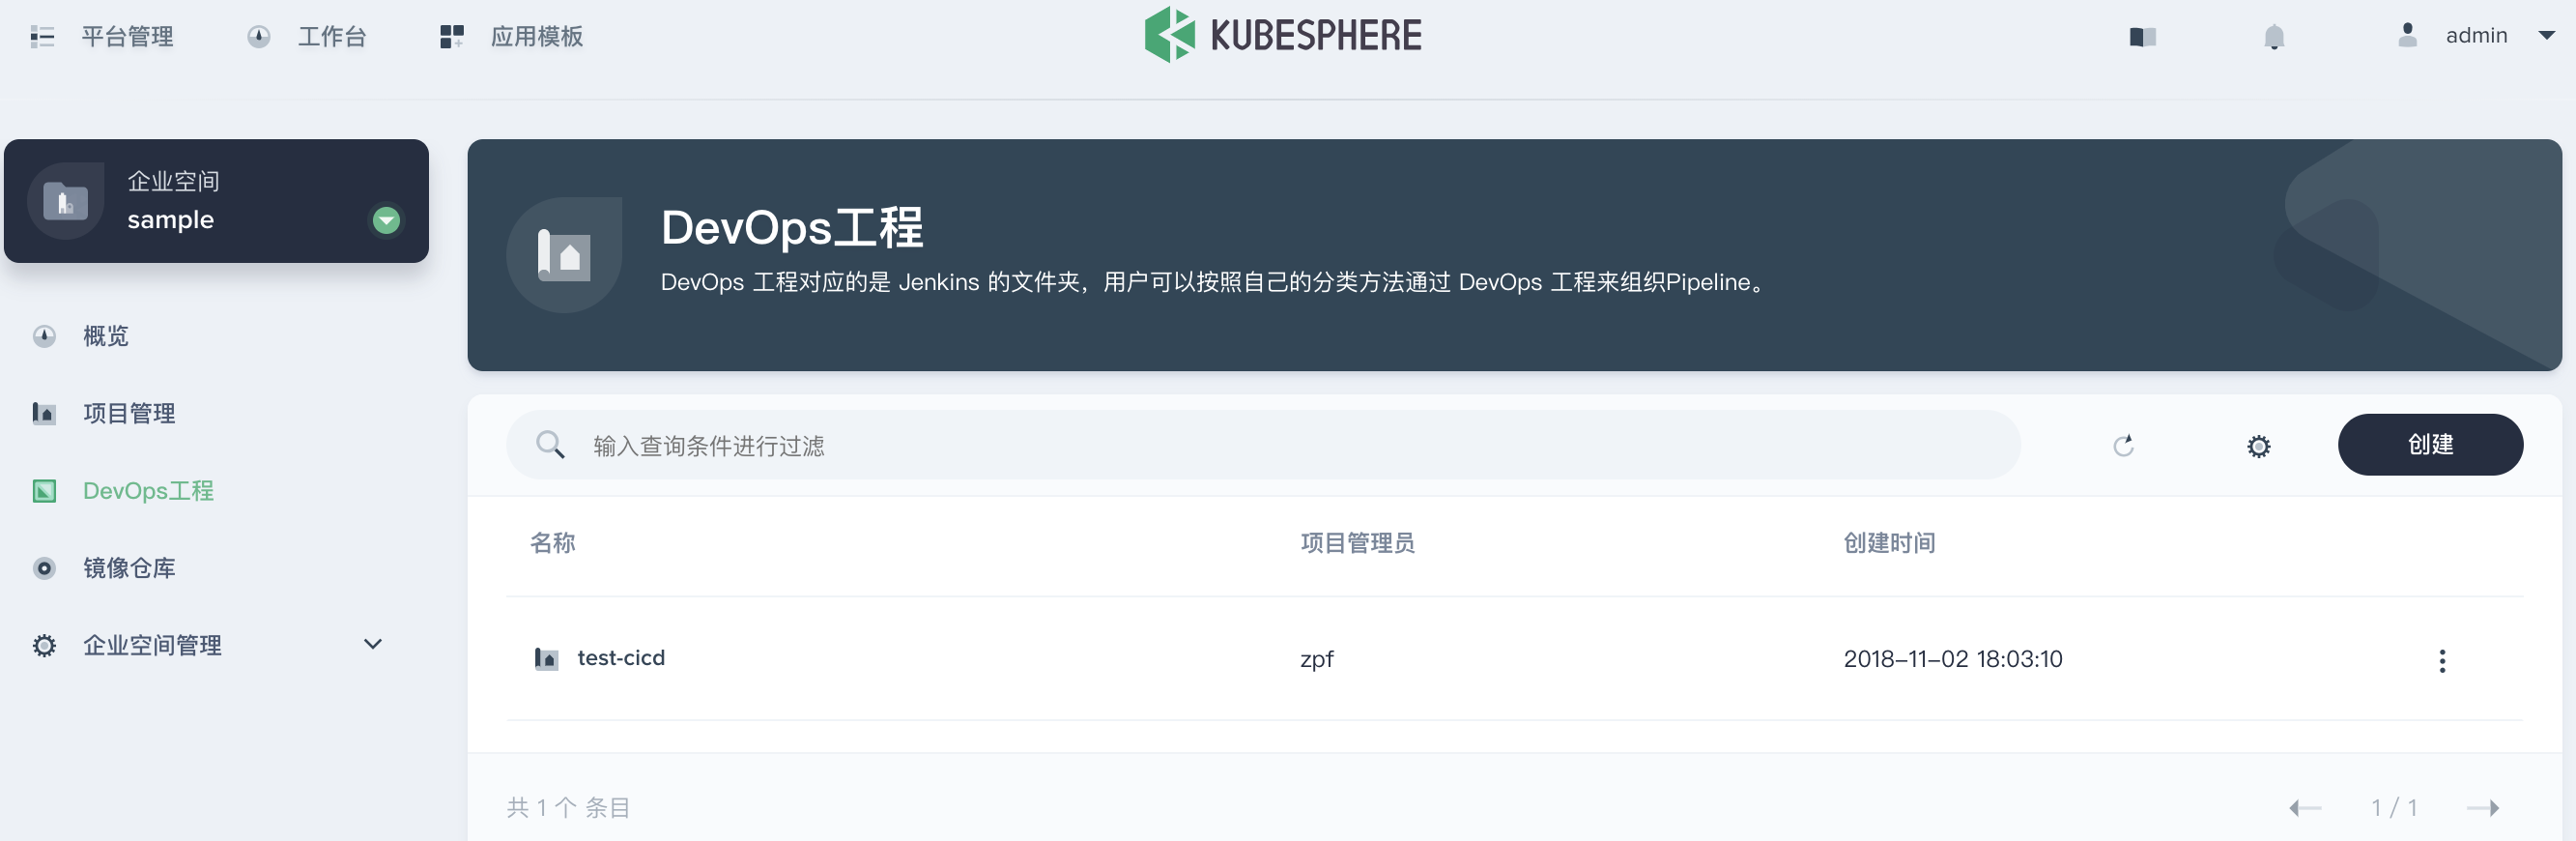 平台管理 工作台 应用模板 KUBESPHERE admin
企业空间
sample
概览
项目管理
DevOps工程
镜像仓库
企业空间管理
DevOps工程
DevOps 工程对应的是 Jenkins 的文件夹，用户可以按照自己的分类方法通过 DevOps 工程来组织Pipeline。
输入查询条件进行过滤 创建
名称 项目管理员 创建时间
test-cicd zpf 2018-11-02 18:03:10
共 1 个 条目 1 / 1